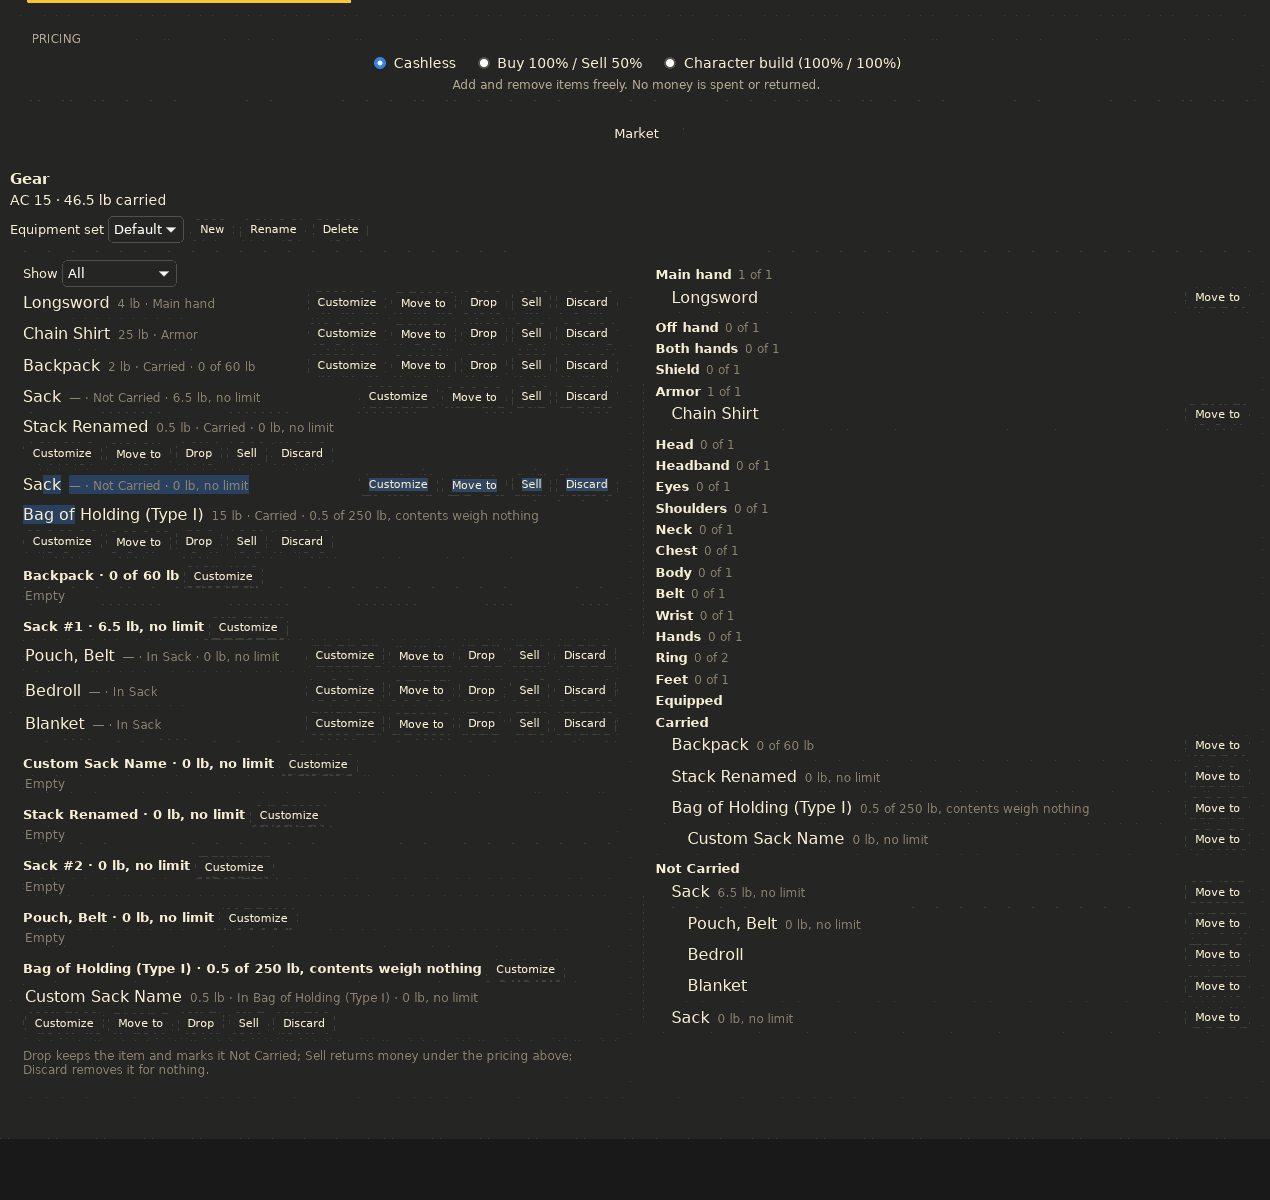 PRICING
Cashless Buy 100% / Sell 50% Character build (100% / 100%)
Add and remove items freely. No money is spent or returned.
Market
Gear
AC 15 · 46.5 lb carried
Equipment set Default New Rename Delete
Show All
Longsword 4 lb · Main hand Customize Move to Drop Sell Discard
Chain Shirt 25 lb · Armor Customize Move to Drop Sell Discard
Backpack 2 lb · Carried · 0 of 60 lb Customize Move to Drop Sell Discard
Sack — · Not Carried · 6.5 lb, no limit Customize Move to Sell Discard
Stack Renamed 0.5 lb · Carried · 0 lb, no limit
Customize Move to Drop Sell Discard
Sack — · Not Carried · 0 lb, no limit Customize Move to Sell Discard
Bag of Holding (Type I) 15 lb · Carried · 0.5 of 250 lb, contents weigh nothing
Customize Move to Drop Sell Discard
Backpack · 0 of 60 lb Customize
Empty
Sack #1 · 6.5 lb, no limit Customize
Pouch, Belt — · In Sack · 0 lb, no limit Customize Move to Drop Sell Discard
Bedroll — · In Sack Customize Move to Drop Sell Discard
Blanket — · In Sack Customize Move to Drop Sell Discard
Custom Sack Name · 0 lb, no limit Customize
Empty
Stack Renamed · 0 lb, no limit Customize
Empty
Sack #2 · 0 lb, no limit Customize
Empty
Pouch, Belt · 0 lb, no limit Customize
Empty
Bag of Holding (Type I) · 0.5 of 250 lb, contents weigh nothing Customize
Custom Sack Name 0.5 lb · In Bag of Holding (Type I) · 0 lb, no limit
Customize Move to Drop Sell Discard
Drop keeps the item and marks it Not Carried; Sell returns money under the pricing above;
Discard removes it for nothing.
Main hand 1 of 1
Longsword Move to
Off hand 0 of 1
Both hands 0 of 1
Shield 0 of 1
Armor 1 of 1
Chain Shirt Move to
Head 0 of 1
Headband 0 of 1
Eyes 0 of 1
Shoulders 0 of 1
Neck 0 of 1
Chest 0 of 1
Body 0 of 1
Belt 0 of 1
Wrist 0 of 1
Hands 0 of 1
Ring 0 of 2
Feet 0 of 1
Equipped
Carried
Backpack 0 of 60 lb Move to
Stack Renamed 0 lb, no limit Move to
Bag of Holding (Type I) 0.5 of 250 lb, contents weigh nothing Move to
Custom Sack Name 0 lb, no limit Move to
Not Carried
Sack 6.5 lb, no limit Move to
Pouch, Belt 0 lb, no limit Move to
Bedroll Move to
Blanket Move to
Sack 0 lb, no limit Move to